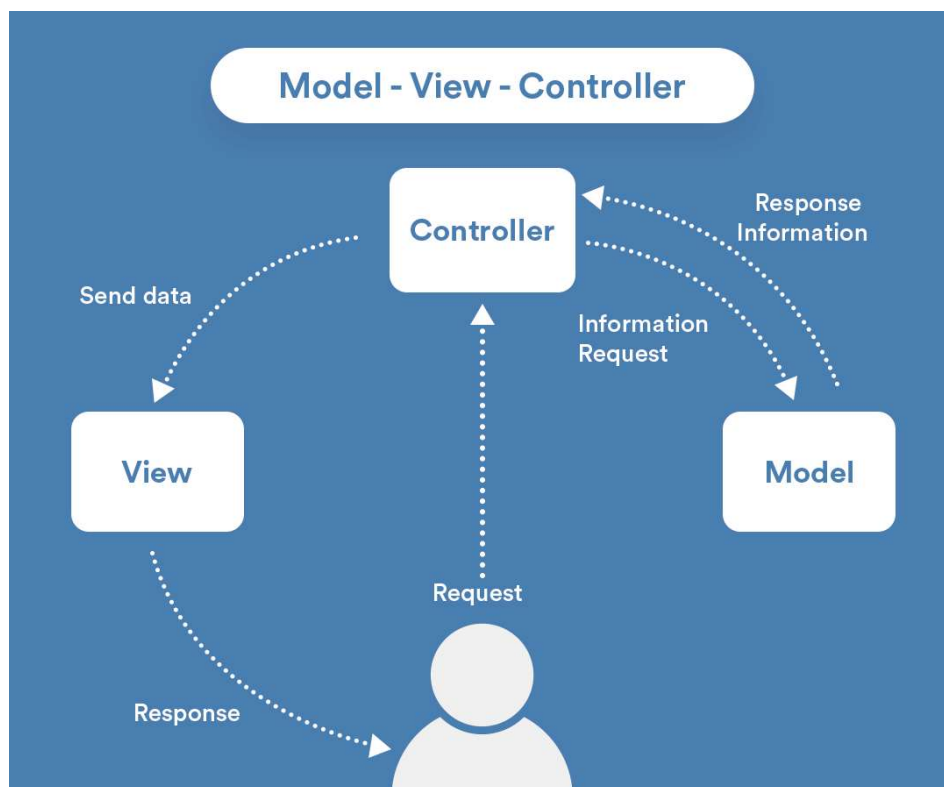 Model - View - Controller
Controller
Response
Information
Send data
Information
Request
View
Model
Request
Response